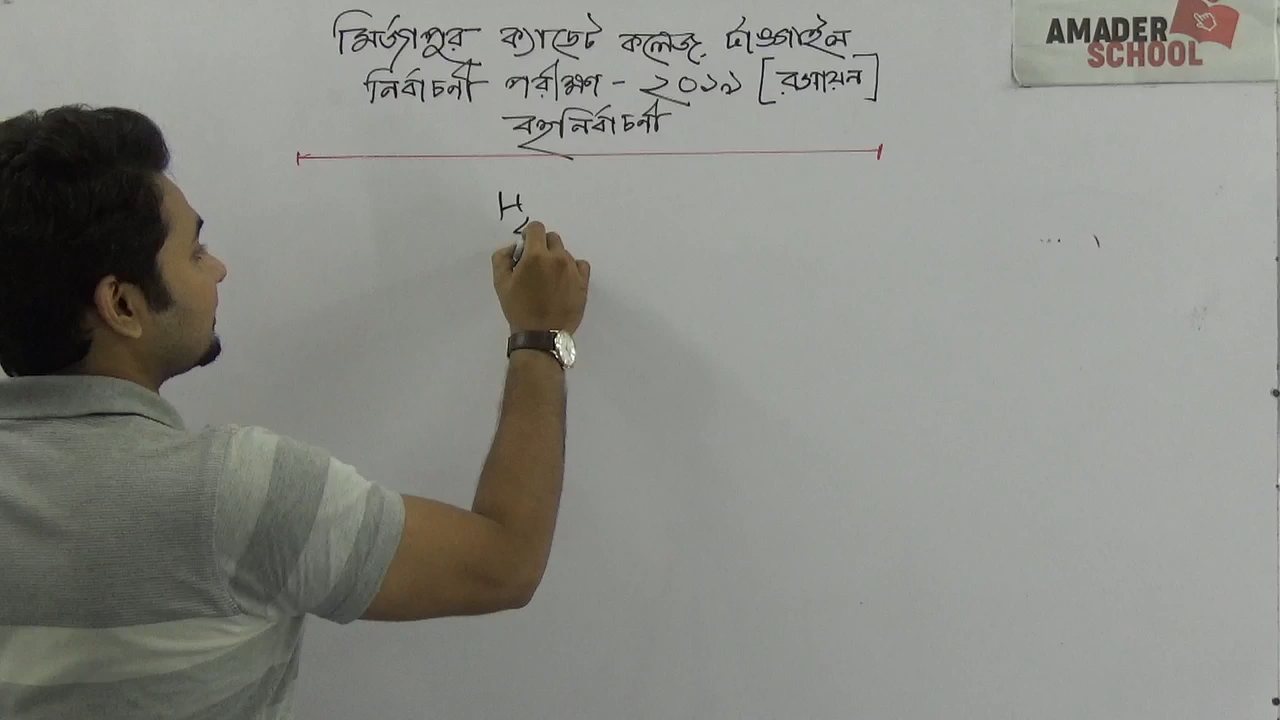 মির্জাপুর ক্যাডেট কলেজ, টাঙ্গাইল
নির্বাচনী পরীক্ষা - ২০১৯ [রসায়ন]
বহুনির্বাচনী
H
AMADER
SCHOOL